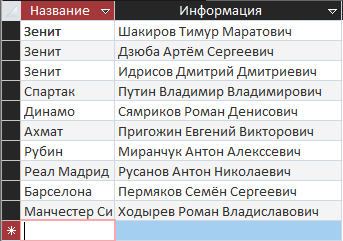 Название Информация
Зенит Шакиров Тимур Маратович
Зенит Дзюба Артём Сергеевич
Зенит Идрисов Дмитрий Дмитриевич
Спартак Путин Владимир Владимирович
Динамо Сямриков Роман Денисович
Ахмат Пригожин Евгений Викторович
Рубин Миранчук Антон Алекссевич
Реал Мадрид Русанов Антон Николаевич
Барселона Пермяков Семён Сергеевич
Манчестер Си Ходырев Роман Владиславович